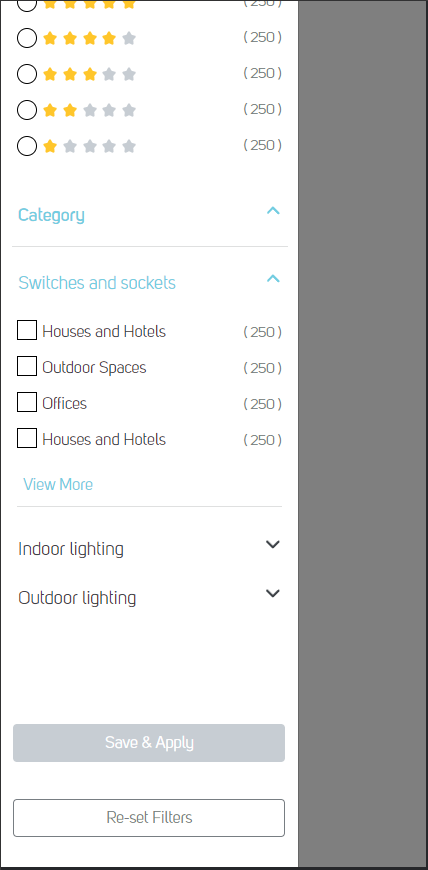 ( 250 )
( 250 )
( 250 )
( 250 )
( 250 )
Category
Switches and sockets
Houses and Hotels ( 250 )
Outdoor Spaces ( 250 )
Offices ( 250 )
Houses and Hotels ( 250 )
View More
Indoor lighting
Outdoor lighting
Save & Apply
Re-set Filters